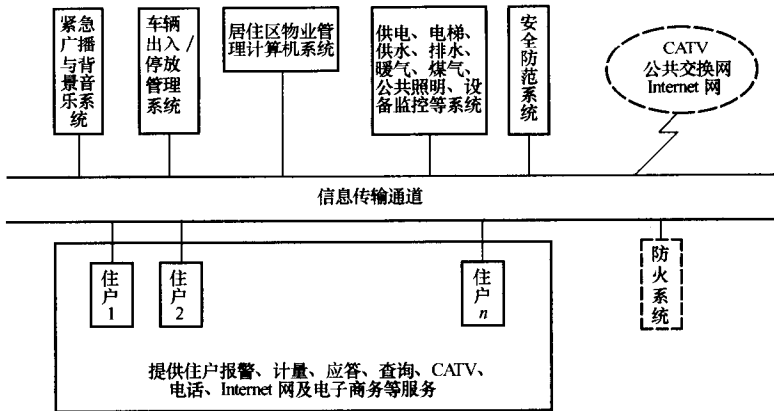 紧急
广播
与背
景音
乐系
统
车辆
出入/
停放
管理
系统
居住区物业管
理计算机系统
供电、电梯、
供水、排水、
暖气、煤气、
公共照明、设
备监控等系统
安
全
防
范
系
统
CATV
公共交换网
Internet 网
信息传输通道
住
户
1
住
户
2
住
户
n
防
火
系
统
提供住户报警、计量、应答、查询、CATV、
电话、Internet 网及电子商务等服务